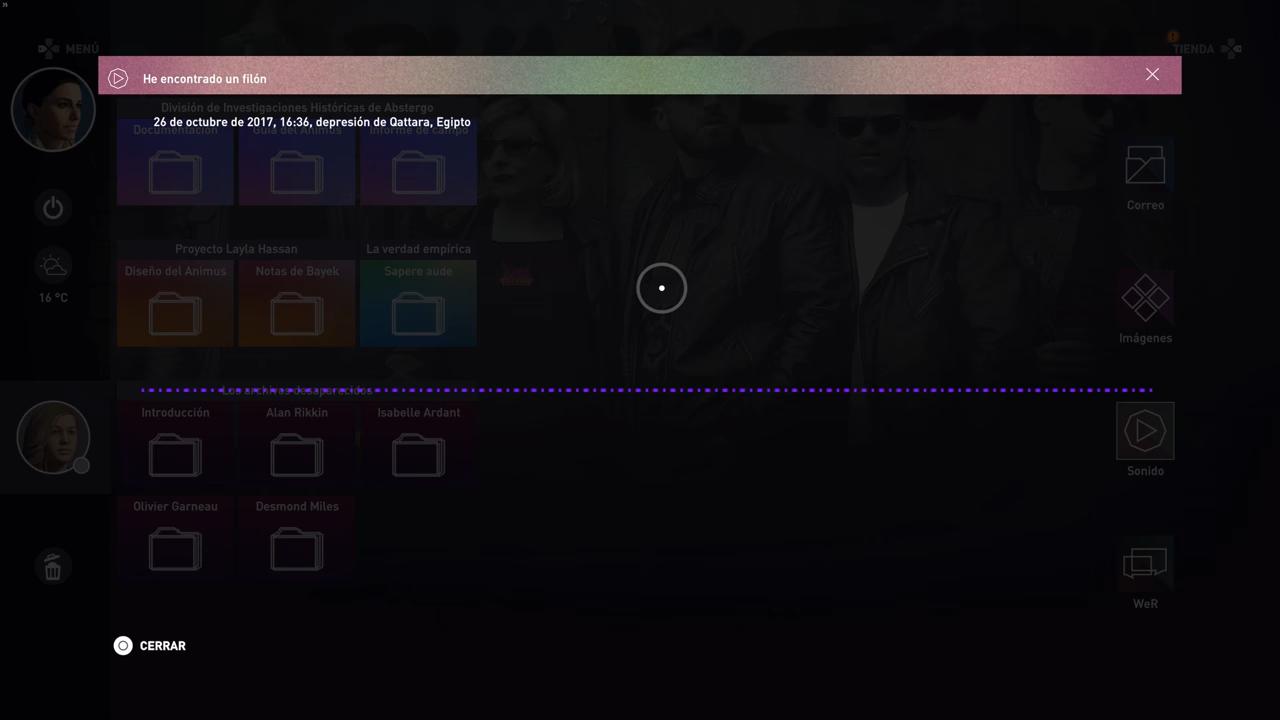 MENÚ
TIENDA
He encontrado un filón
División de Investigaciones Históricas de Abstergo
26 de octubre de 2017, 16:36, depresión de Qattara, Egipto
Documentación
Guía del Animus
Informe de campo
Correo
Proyecto Layla Hassan
La verdad empírica
Diseño del Animus
Notas de Bayek
Sapere aude
16 °C
Imágenes
Los archivos desaparecidos
Introducción
Alan Rikkin
Isabelle Ardant
Sonido
Olivier Garneau
Desmond Miles
WeR
CERRAR